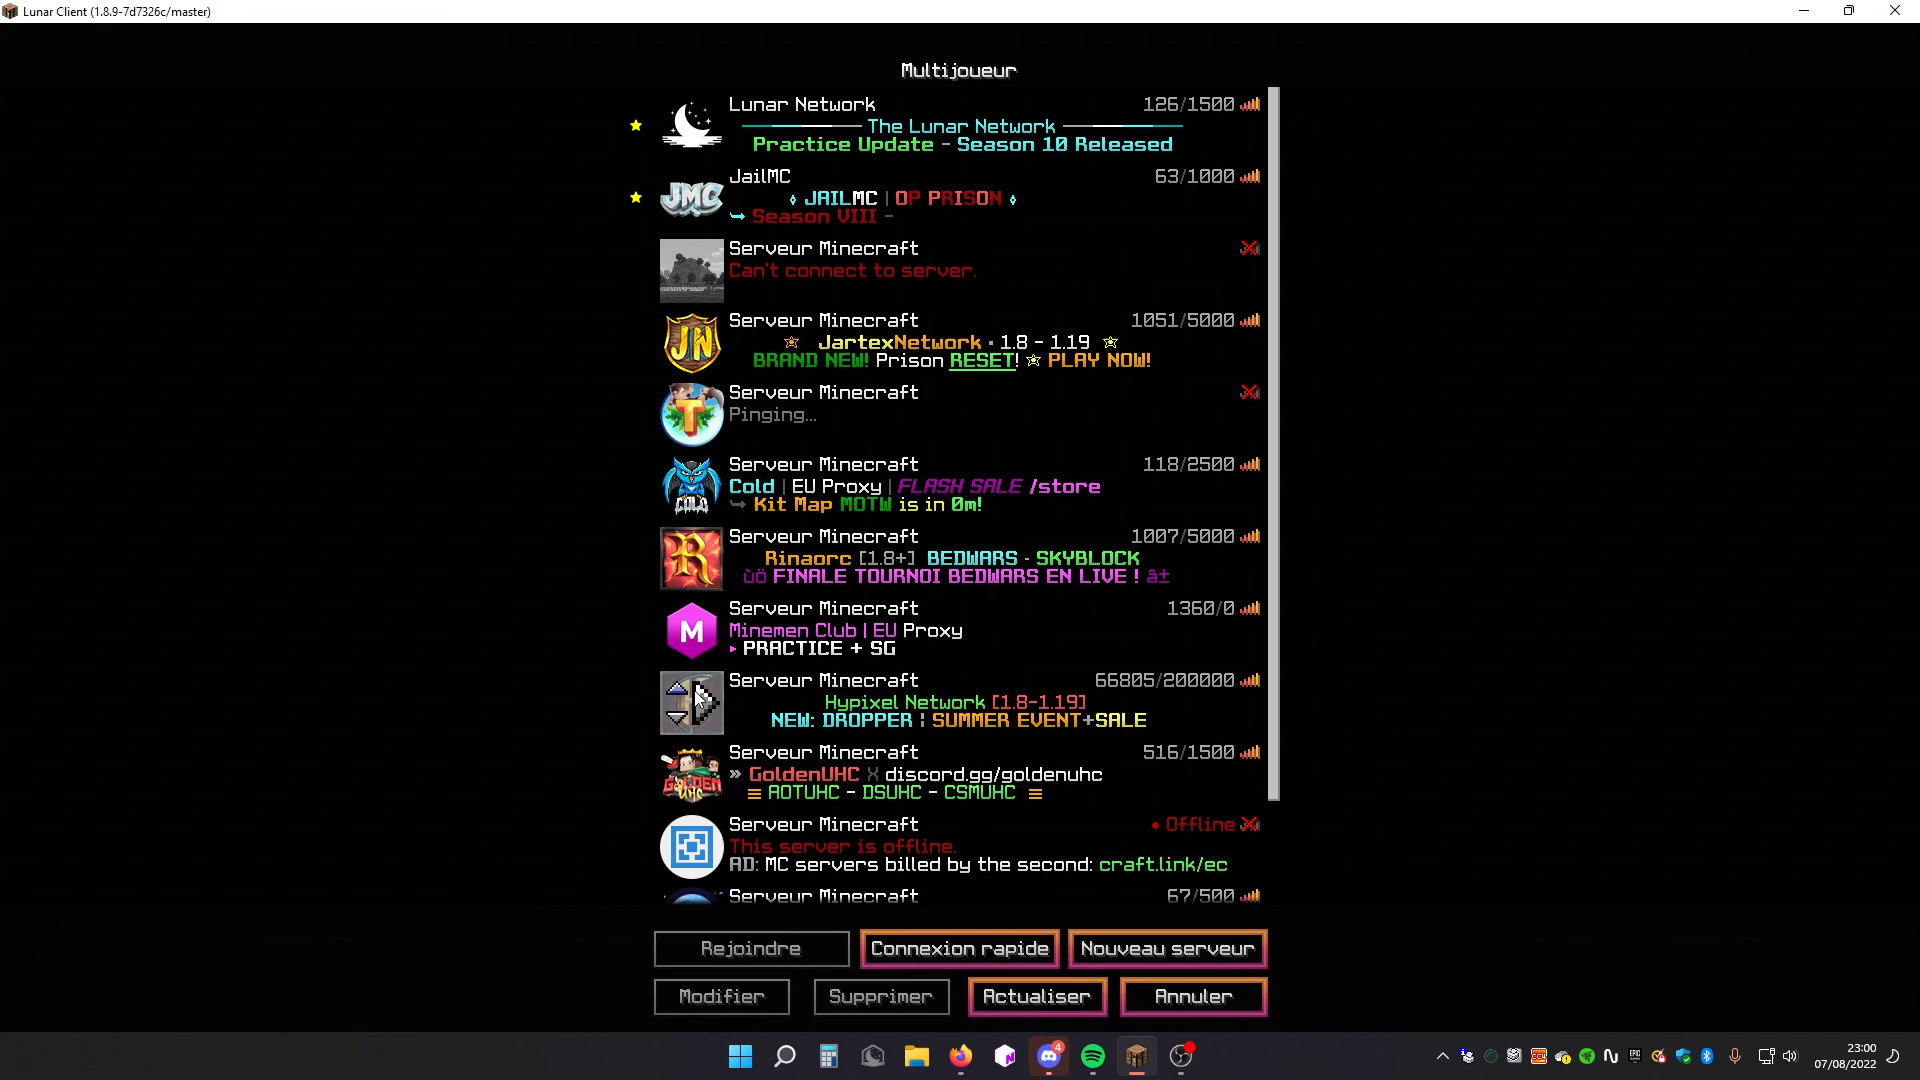 Lunar Client (1.8.9-7d7326c/master)
Multijoueur
Lunar Network 126/1500
The Lunar Network
Practice Update - Season 10 Released
JMC
JailMC 63/1000
JAILMC | OP PRISON
Season VIII -
Serveur Minecraft
Can't connect to server.
JN
Serveur Minecraft 1051/5000
JartexNetwork • 1.8 - 1.19
BRAND NEW! Prison RESET! ☆ PLAY NOW!
T
Serveur Minecraft
Pinging...
COLD
Serveur Minecraft 118/2500
Cold | EU Proxy | FLASH SALE /store
Kit Map MOTW is in 0m!
R
Serveur Minecraft 1007/5000
Rinaorc [1.8+] BEDWARS - SKYBLOCK
ùö FINALE TOURNOI BEDWARS EN LIVE ! â±
M
Serveur Minecraft 1360/0
Minemen Club | EU Proxy
▸ PRACTICE + SG
Serveur Minecraft 66805/200000
Hypixel Network [1.8-1.19]
NEW: DROPPER ¦ SUMMER EVENT+SALE
GOLDEN UHC
Serveur Minecraft 516/1500
» GoldenUHC X discord.gg/goldenuhc
≡ AOTUHC - DSUHC - CSMUHC ≡
Serveur Minecraft • Offline
This server is offline.
AD: MC servers billed by the second: craft.link/ec
Serveur Minecraft 67/500
Rejoindre
Connexion rapide
Nouveau serveur
Modifier
Supprimer
Actualiser
Annuler
4
23:00
07/08/2022